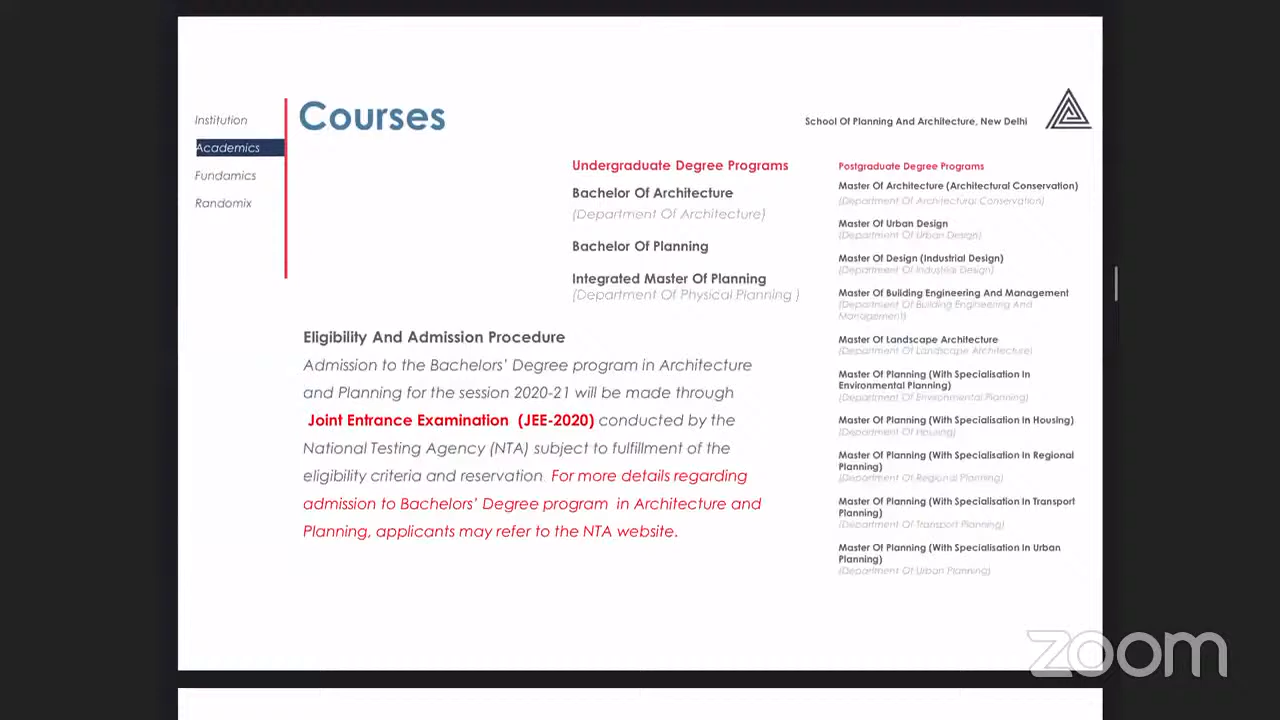 Institution
Academics
Fundamics
Randomix
Courses
School Of Planning And Architecture, New Delhi
Undergraduate Degree Programs
Bachelor Of Architecture
(Department Of Architecture)
Bachelor Of Planning
Integrated Master Of Planning
(Department Of Physical Planning )
Eligibility And Admission Procedure
Admission to the Bachelors’ Degree program in Architecture
and Planning for the session 2020-21 will be made through
Joint Entrance Examination (JEE-2020) conducted by the
National Testing Agency (NTA) subject to fulfillment of the
eligibility criteria and reservation. For more details regarding
admission to Bachelors’ Degree program in Architecture and
Planning, applicants may refer to the NTA website.
Postgraduate Degree Programs
Master Of Architecture (Architectural Conservation)
(Department Of Architectural Conservation)
Master Of Urban Design
(Department Of Urban Design)
Master Of Design (Industrial Design)
(Department Of Industrial Design)
Master Of Building Engineering And Management
(Department Of Building Engineering And
Management)
Master Of Landscape Architecture
(Department Of Landscape Architecture)
Master Of Planning (With Specialisation In
Environmental Planning)
(Department Of Environmental Planning)
Master Of Planning (With Specialisation In Housing)
(Department Of Housing)
Master Of Planning (With Specialisation In Regional
Planning)
(Department Of Regional Planning)
Master Of Planning (With Specialisation In Transport
Planning)
(Department Of Transport Planning)
Master Of Planning (With Specialisation In Urban
Planning)
(Department Of Urban Planning)
zoom